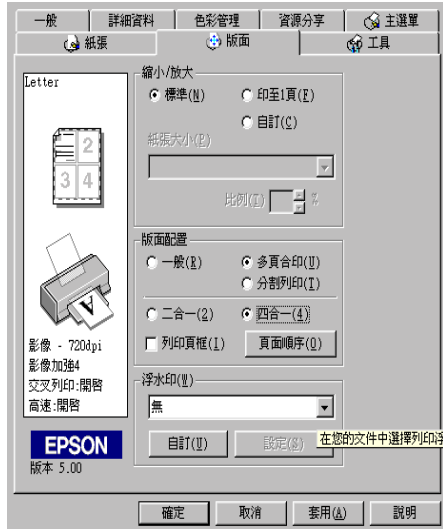 一般 詳細資料 色彩管理 資源分享 主選單
紙張 版面 工具
Letter
2
3 4
影像 - 720dpi
影像加強4
交叉列印:開啓
高速:開啓
EPSON
版本 5.00
縮小/放大
標準(N) 印至1頁(F)
自訂(C)
紙張大小(P)
比例(I) %
版面配置
一般(R) 多頁合印(U)
分割列印(T)
二合一(2) 四合一(4)
列印頁框(I) 頁面順序(O)
浮水印(W)
無
自訂(U) 設定(S)
在您的文件中選擇列印浮
確定 取消 套用(A) 說明